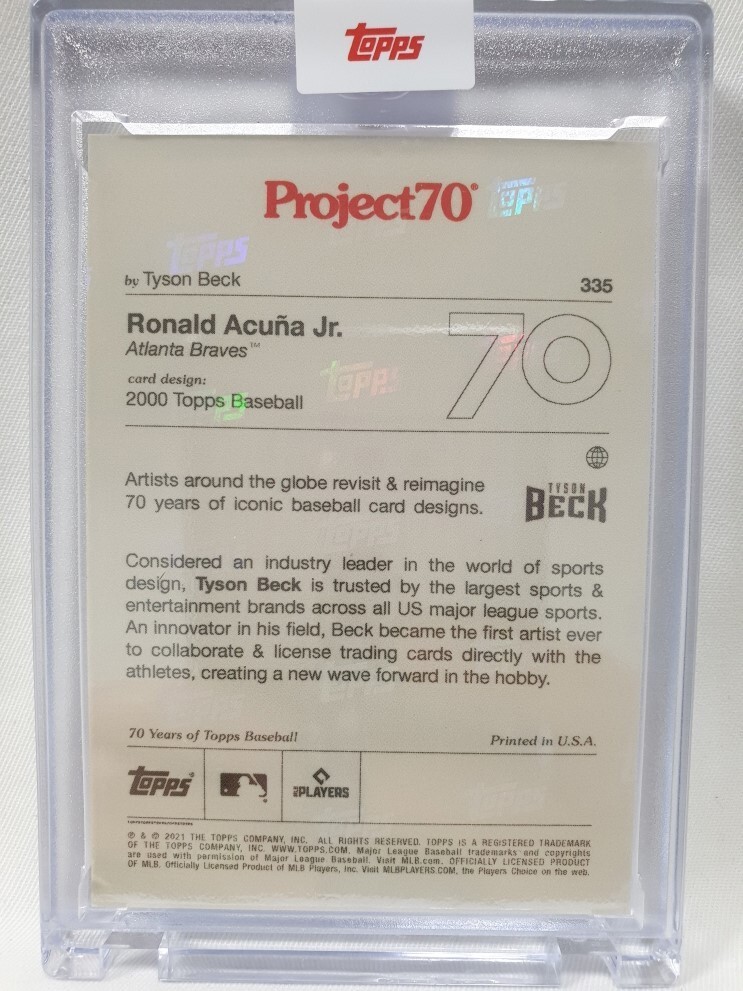 Topps
Project70®
Topps
Topps
by Tyson Beck
335
Ronald Acuña Jr.
Atlanta Braves™
70
card design:
2000 Topps Baseball
Topps
Artists around the globe revisit & reimagine
70 years of iconic baseball card designs.
TYSON
BECK
Considered an industry leader in the world of sports
design, Tyson Beck is trusted by the largest sports &
entertainment brands across all US major league sports.
An innovator in his field, Beck became the first artist ever
to collaborate & license trading cards directly with the
athletes, creating a new wave forward in the hobby.
70 Years of Topps Baseball
Printed in U.S.A.
Topps®
PLAYERS
® & © 2021 THE TOPPS COMPANY, INC. ALL RIGHTS RESERVED. TOPPS IS A REGISTERED TRADEMARK
OF THE TOPPS COMPANY, INC. WWW.TOPPS.COM. Major League Baseball trademarks and copyrights
are used with permission of Major League Baseball. Visit MLB.com. OFFICIALLY LICENSED PRODUCT
OF MLB. Officially Licensed Product of MLB Players, Inc. Visit MLBPLAYERS.COM, the Players Choice on the web.